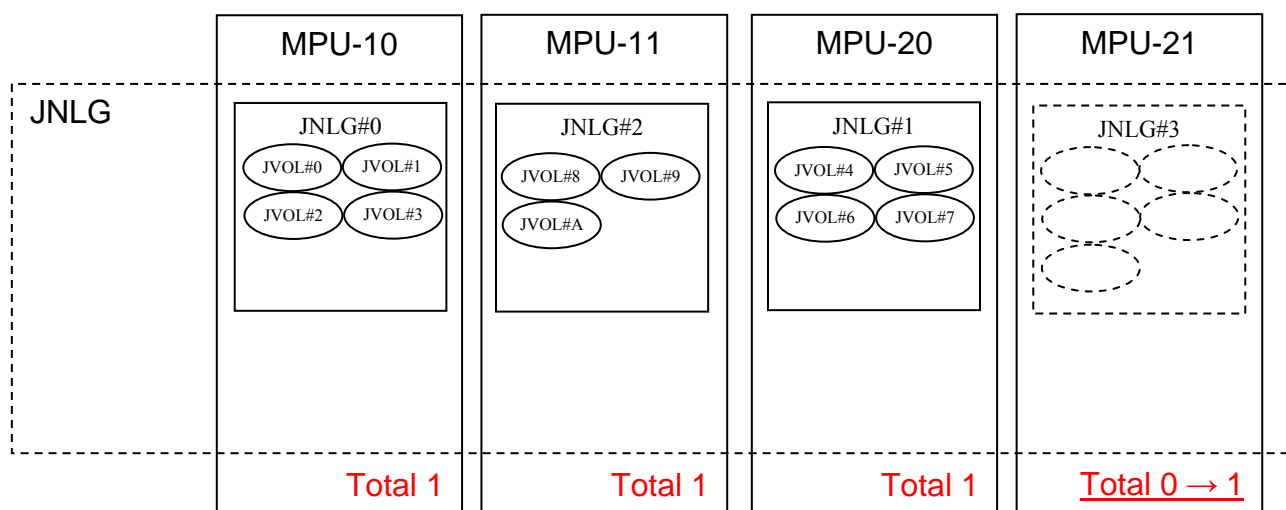 MPU-10
MPU-11
MPU-20
MPU-21
JNLG
JNLG#0
JVOL#0
JVOL#1
JVOL#2
JVOL#3
JNLG#2
JVOL#8
JVOL#9
JVOL#A
JNLG#1
JVOL#4
JVOL#5
JVOL#6
JVOL#7
JNLG#3
Total 1
Total 1
Total 1
Total 0 → 1